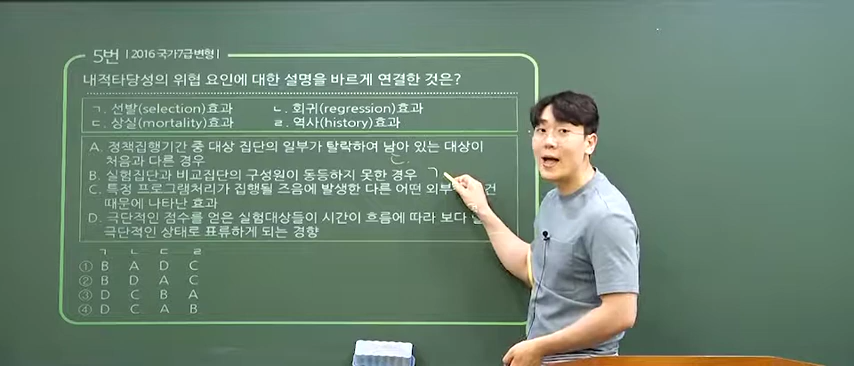 5번 | 2016 국가7급 변형 |
내적타당성의 위협 요인에 대한 설명을 바르게 연결한 것은?
ㄱ. 선발(selection)효과 ㄴ. 회귀(regression)효과
ㄷ. 상실(mortality)효과 ㄹ. 역사(history)효과
A. 정책집행기간 중 대상 집단의 일부가 탈락하여 남아 있는 대상이
처음과 다른 경우 ㄷ.
B. 실험집단과 비교집단의 구성원이 동등하지 못한 경우 ㄱ
C. 특정 프로그램처리가 집행될 즈음에 발생한 다른 어떤 외부 건
때문에 나타난 효과
D. 극단적인 점수를 얻은 실험대상들이 시간이 흐름에 따라 보다
극단적인 상태로 표류하게 되는 경향
ㄱ ㄴ ㄷ ㄹ
① B A D C
② B D A C
③ D C B A
④ D C A B